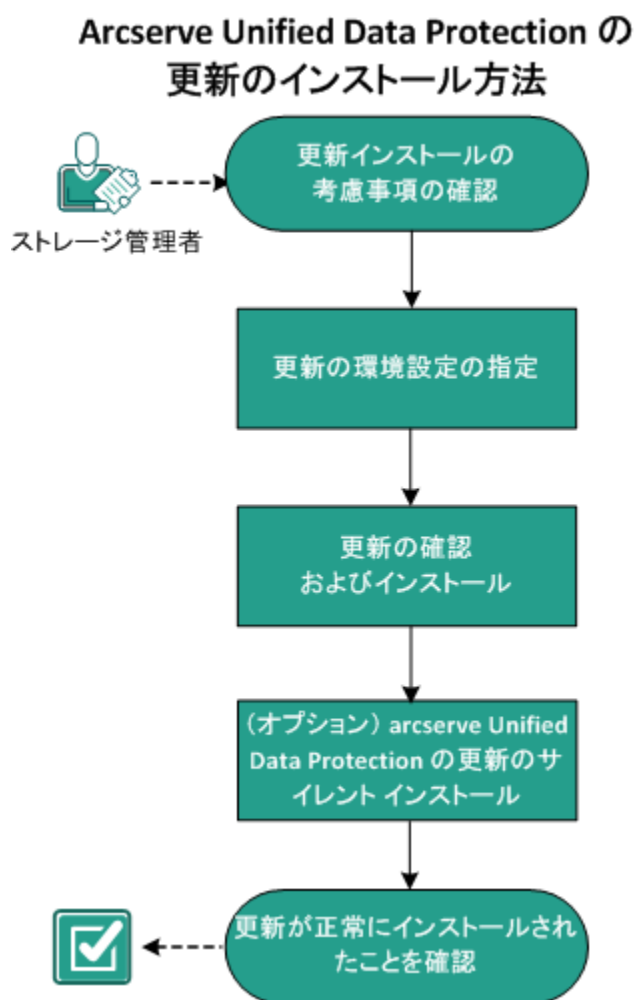 Arcserve Unified Data Protection の
更新のインストール方法
更新インストールの
考慮事項の確認
ストレージ管理者
更新の環境設定の指定
更新の確認
およびインストール
（オプション）arcserve Unified
Data Protection の更新のサ
イレント インストール
更新が正常にインストールされ
たことを確認